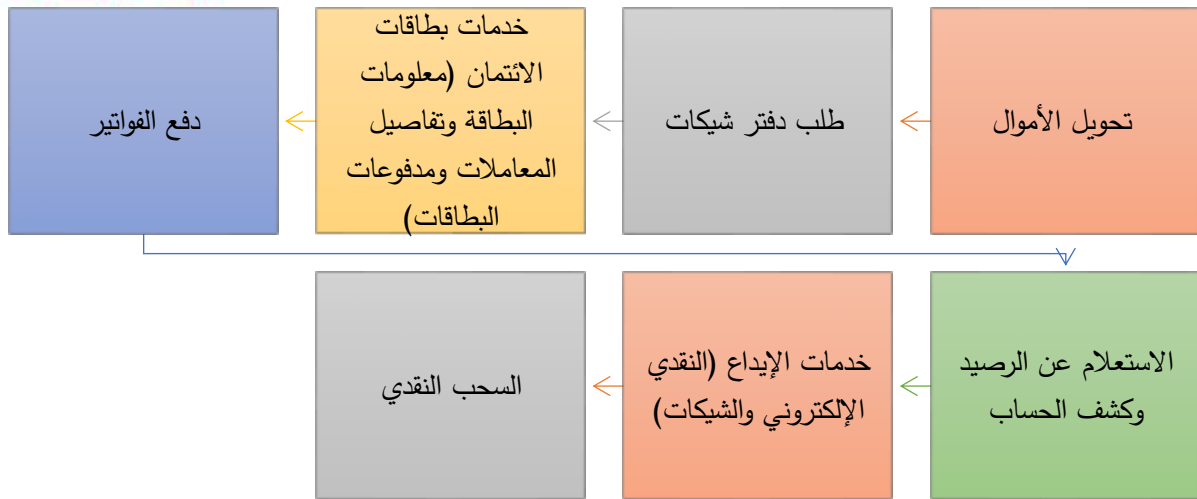 تحويل الأموال
طلب دفتر شيكات
خدمات بطاقات
الائتمان (معلومات
البطاقة وتفاصيل
المعاملات ومدفوعات
البطاقات)
دفع الفواتير
الاستعلام عن الرصيد
وكشف الحساب
خدمات الإيداع (النقدي
الإلكتروني والشيكات)
السحب النقدي